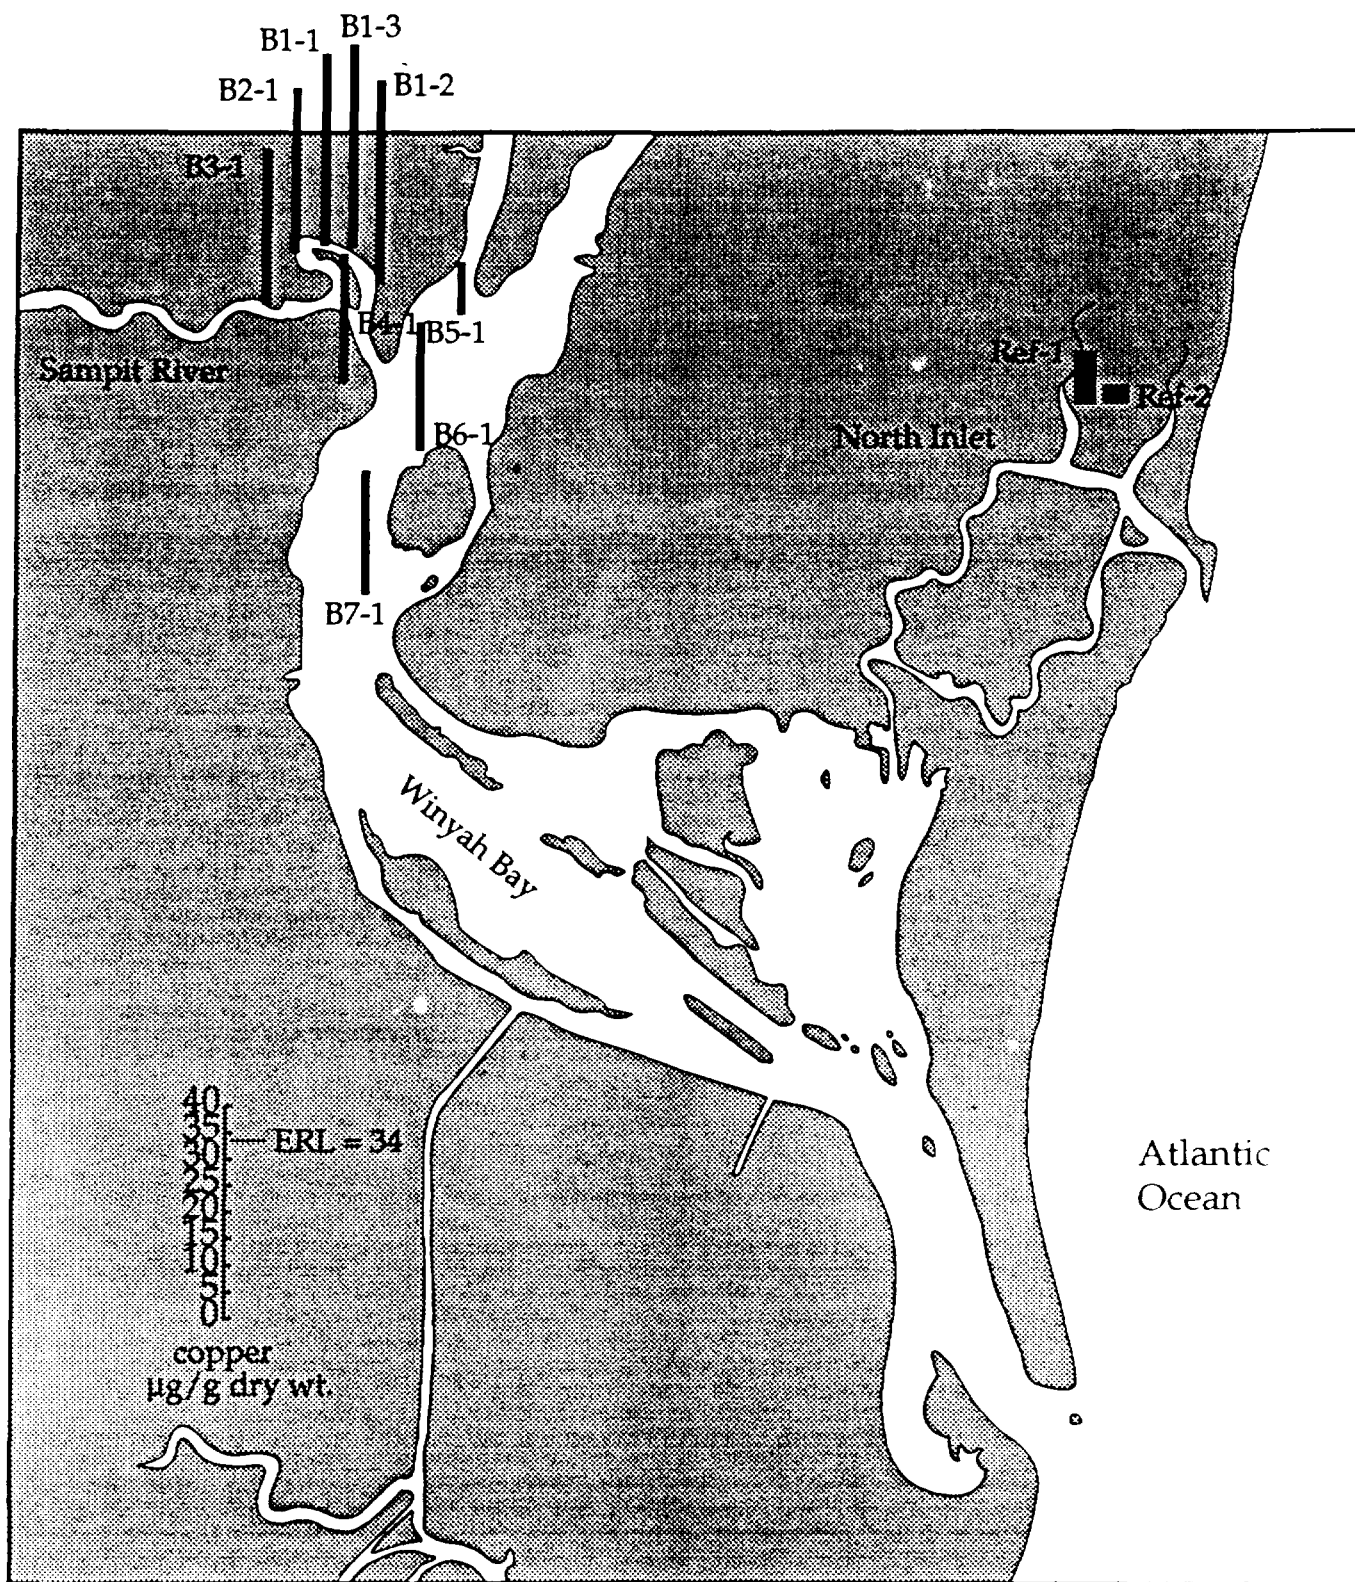 B1-3
B1-1
B2-1
B1-2
B3-1
B4-1
B5-1
Sampit River
Ref-1
Ref-2
B6-1
North Inlet
B7-1
Winyah Bay
40
35
ERL = 34
30
25
20
15
10
5
0
Atlantic
Ocean
copper
µg/g dry wt.